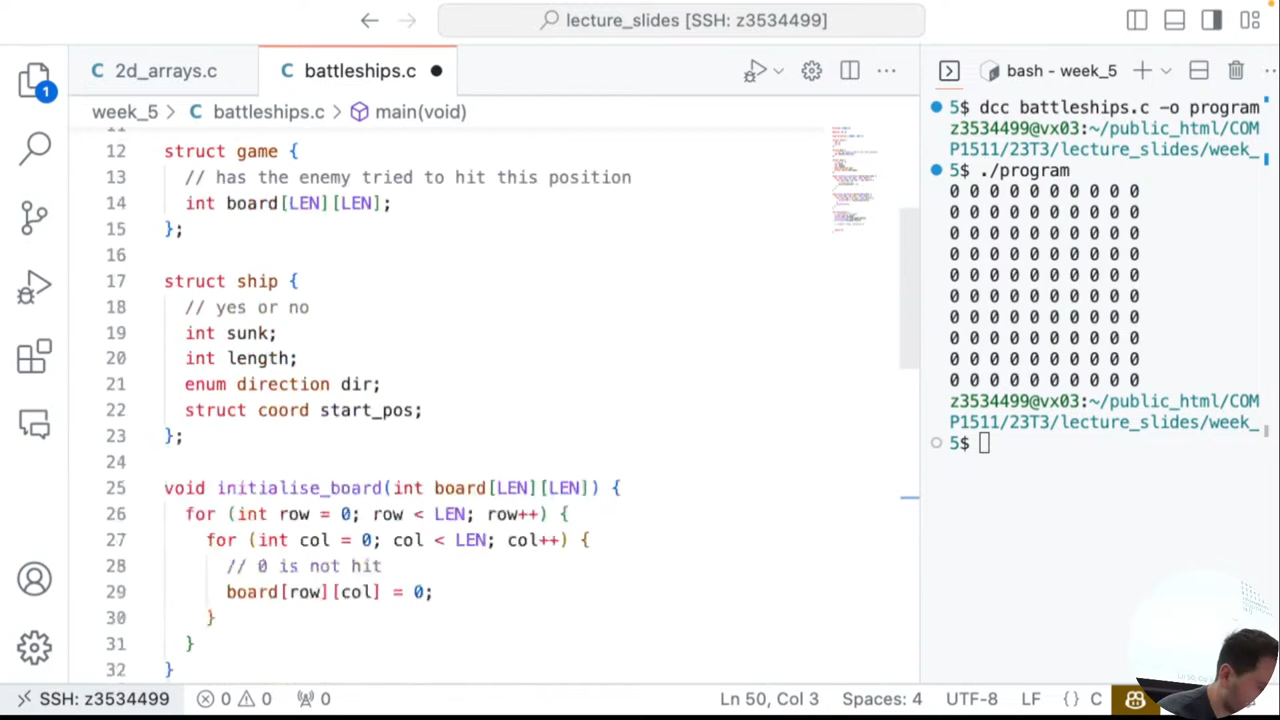 lecture_slides [SSH: z3534499]
2d_arrays.c
battleships.c
bash - week_5
week_5 > battleships.c > main(void)
12 struct game {
13 // has the enemy tried to hit this position
14 int board[LEN][LEN];
15 };
16
17 struct ship {
18 // yes or no
19 int sunk;
20 int length;
21 enum direction dir;
22 struct coord start_pos;
23 };
24
25 void initialise_board(int board[LEN][LEN]) {
26 for (int row = 0; row < LEN; row++) {
27 for (int col = 0; col < LEN; col++) {
28 // 0 is not hit
29 board[row][col] = 0;
30 }
31 }
32 }
5$ dcc battleships.c -o program
z3534499@vx03:~/public_html/COM
P1511/23T3/lecture_slides/week_
5$ ./program
0 0 0 0 0 0 0 0 0 0
0 0 0 0 0 0 0 0 0 0
0 0 0 0 0 0 0 0 0 0
0 0 0 0 0 0 0 0 0 0
0 0 0 0 0 0 0 0 0 0
0 0 0 0 0 0 0 0 0 0
0 0 0 0 0 0 0 0 0 0
0 0 0 0 0 0 0 0 0 0
0 0 0 0 0 0 0 0 0 0
0 0 0 0 0 0 0 0 0 0
z3534499@vx03:~/public_html/COM
P1511/23T3/lecture_slides/week_
5$
1
SSH: z3534499 0 0 0 Ln 50, Col 3 Spaces: 4 UTF-8 LF {} C